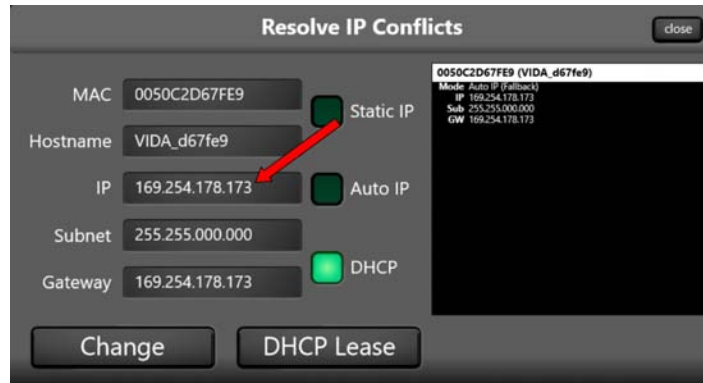 Resolve IP Conflicts
close
MAC 0050C2D67FE9
Static IP
Hostname VIDA_d67fe9
IP 169.254.178.173
Auto IP
Subnet 255.255.000.000
DHCP
Gateway 169.254.178.173
Change
DHCP Lease
0050C2D67FE9 (VIDA_d67fe9)
Mode Auto IP (Fallback)
IP 169.254.178.173
Sub 255.255.000.000
GW 169.254.178.173